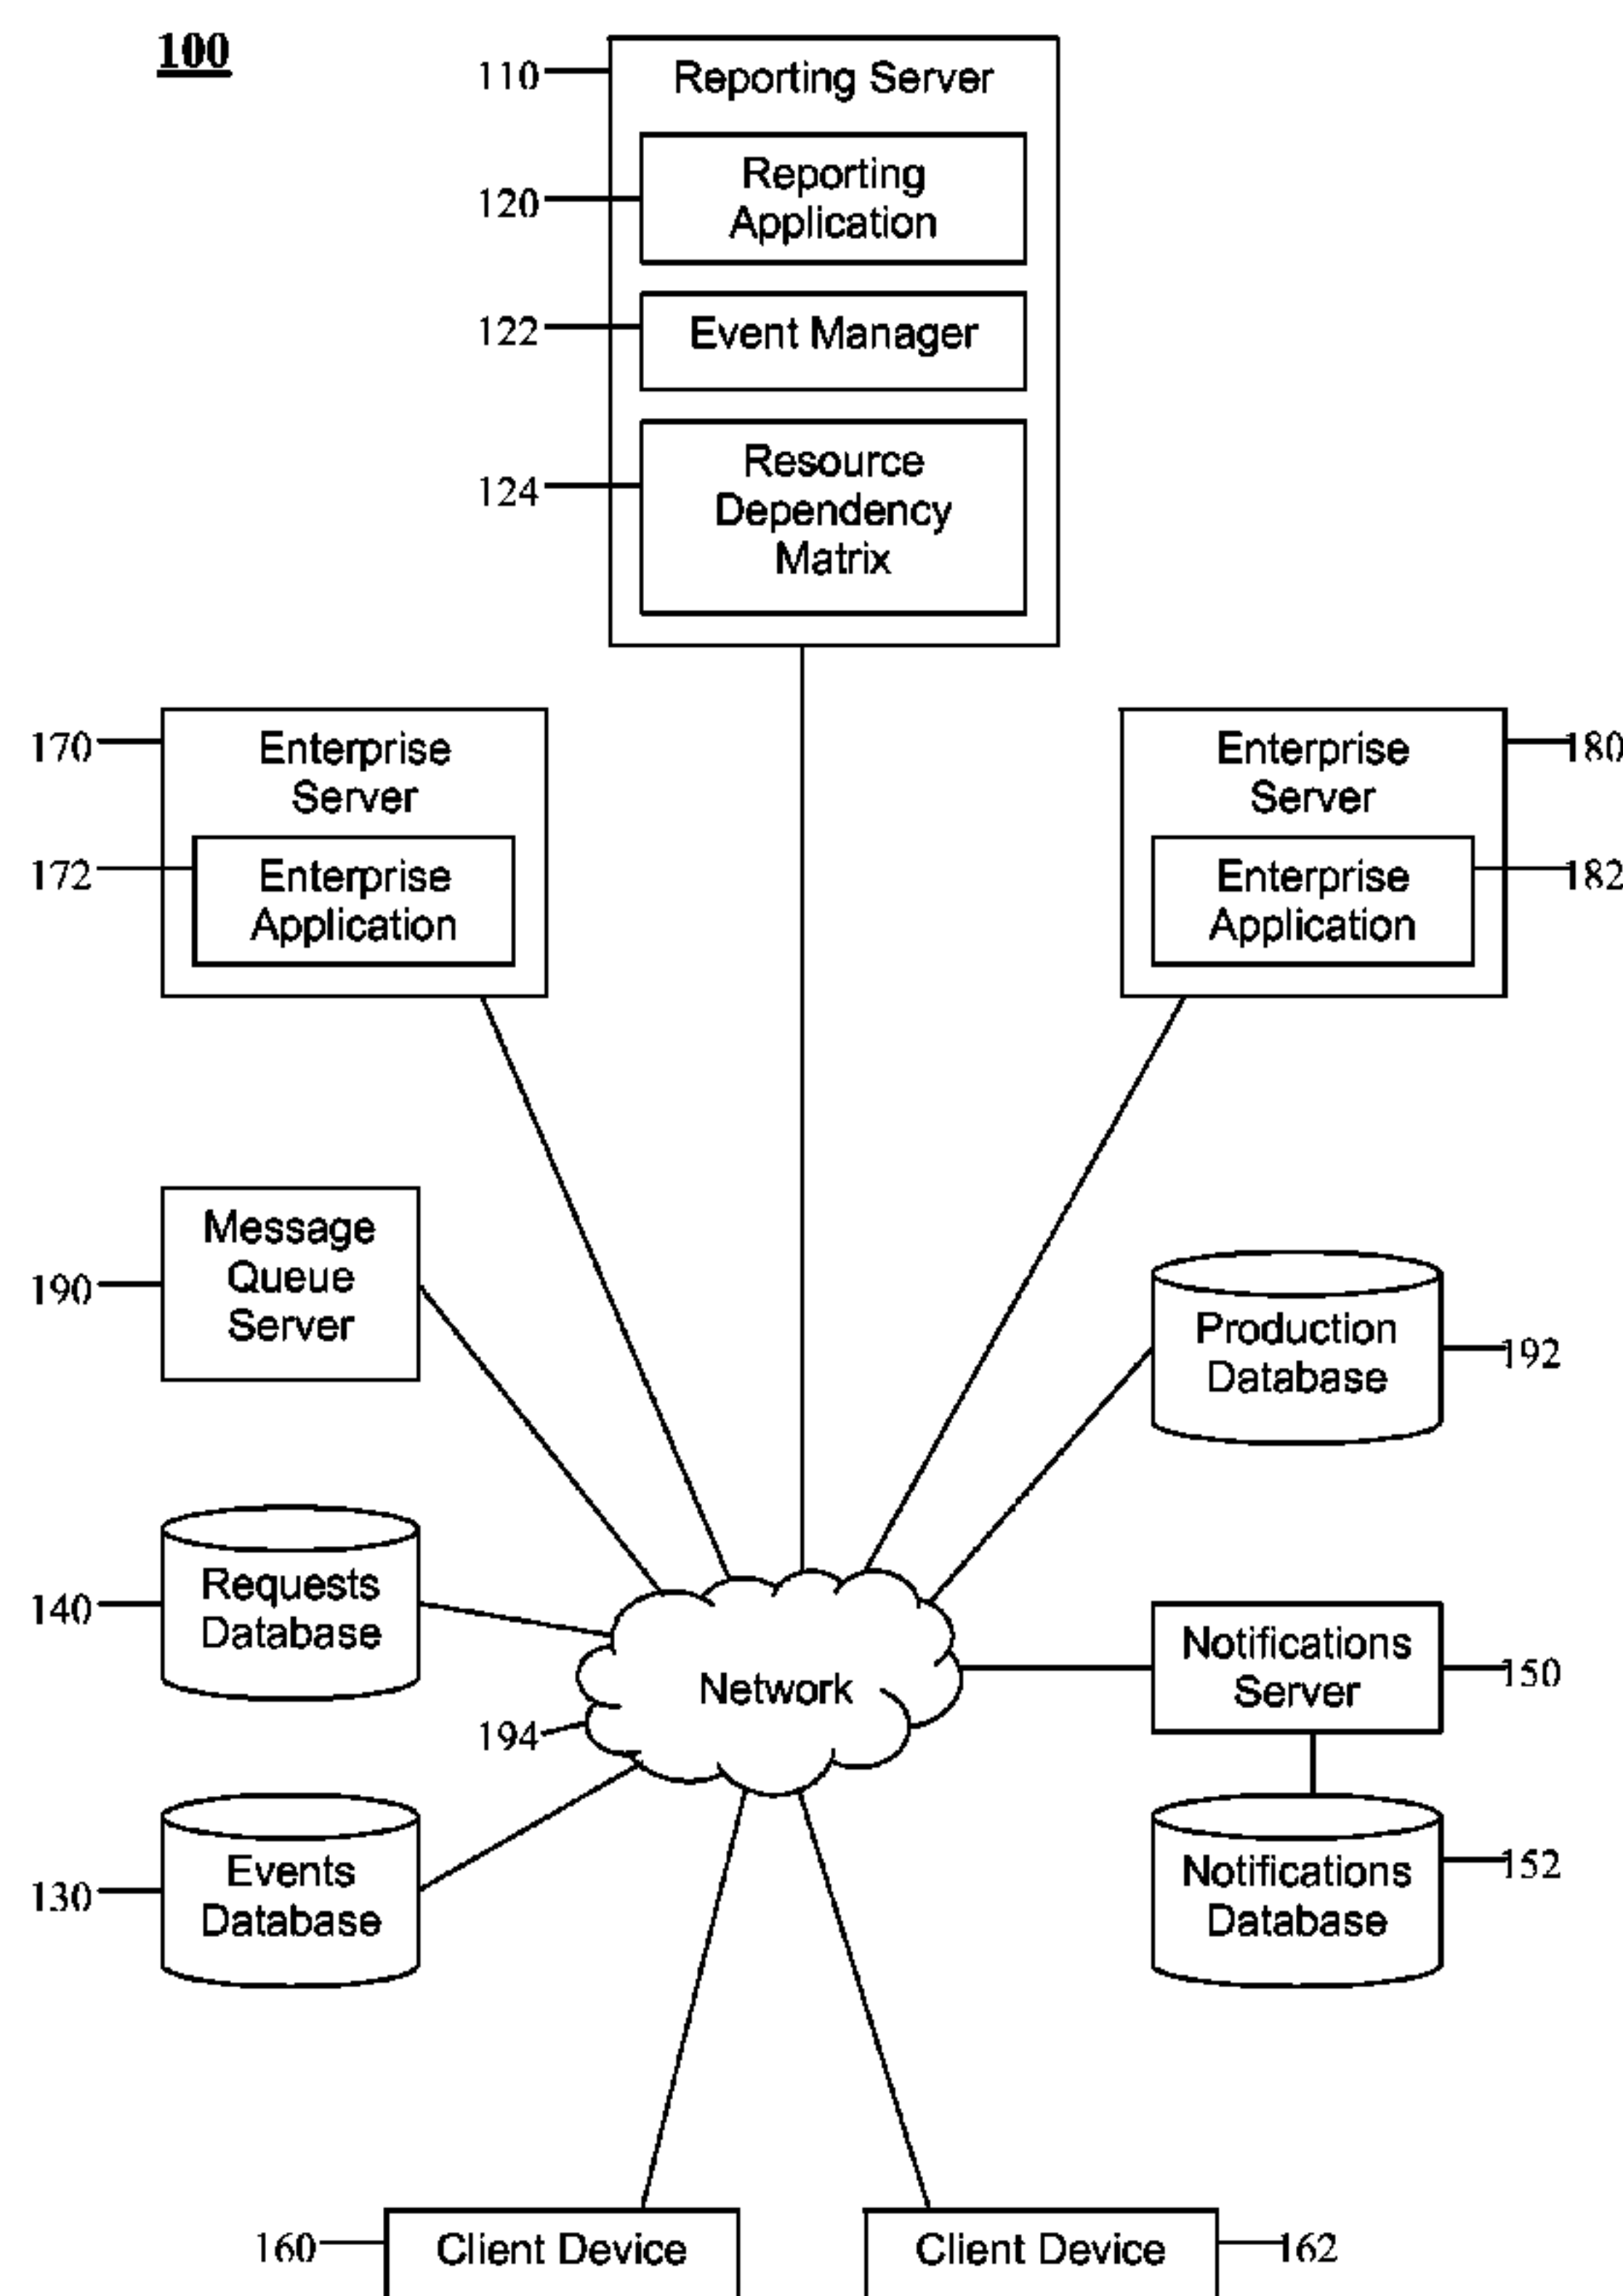 100
110
Reporting Server
120
Reporting
Application
122
Event Manager
124
Resource
Dependency
Matrix
170
Enterprise
Server
172
Enterprise
Application
Enterprise
Server
180
Enterprise
Application
182
190
Message
Queue
Server
Production
Database
192
140
Requests
Database
Network
194
Notifications
Server
150
130
Events
Database
Notifications
Database
152
160
Client Device
Client Device
162